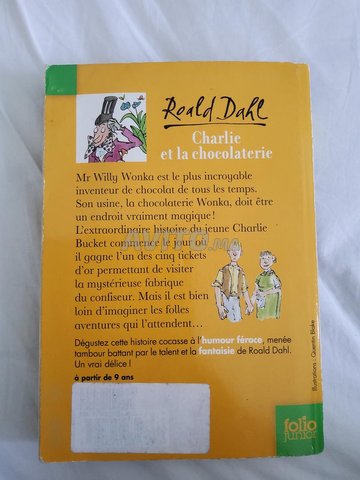 Roald Dahl
Charlie
et la chocolaterie
Mr Willy Wonka est le plus incroyable
inventeur de chocolat de tous les temps.
Son usine, la chocolaterie Wonka, doit être
un endroit vraiment magique !
L'extraordinaire histoire du jeune Charlie
Bucket commence le jour où
AVITO.ma
il gagne l'un des cinq tickets
d'or permettant de visiter
la mystérieuse fabrique
du confiseur. Mais il est bien
loin d'imaginer les folles
aventures qui l'attendent...
Dégustez cette histoire cocasse à l'humour féroce, menée
tambour battant par le talent et la fantaisie de Roald Dahl.
Un vrai délice !
à partir de 9 ans
Illustrations : Quentin Blake
folio
junior